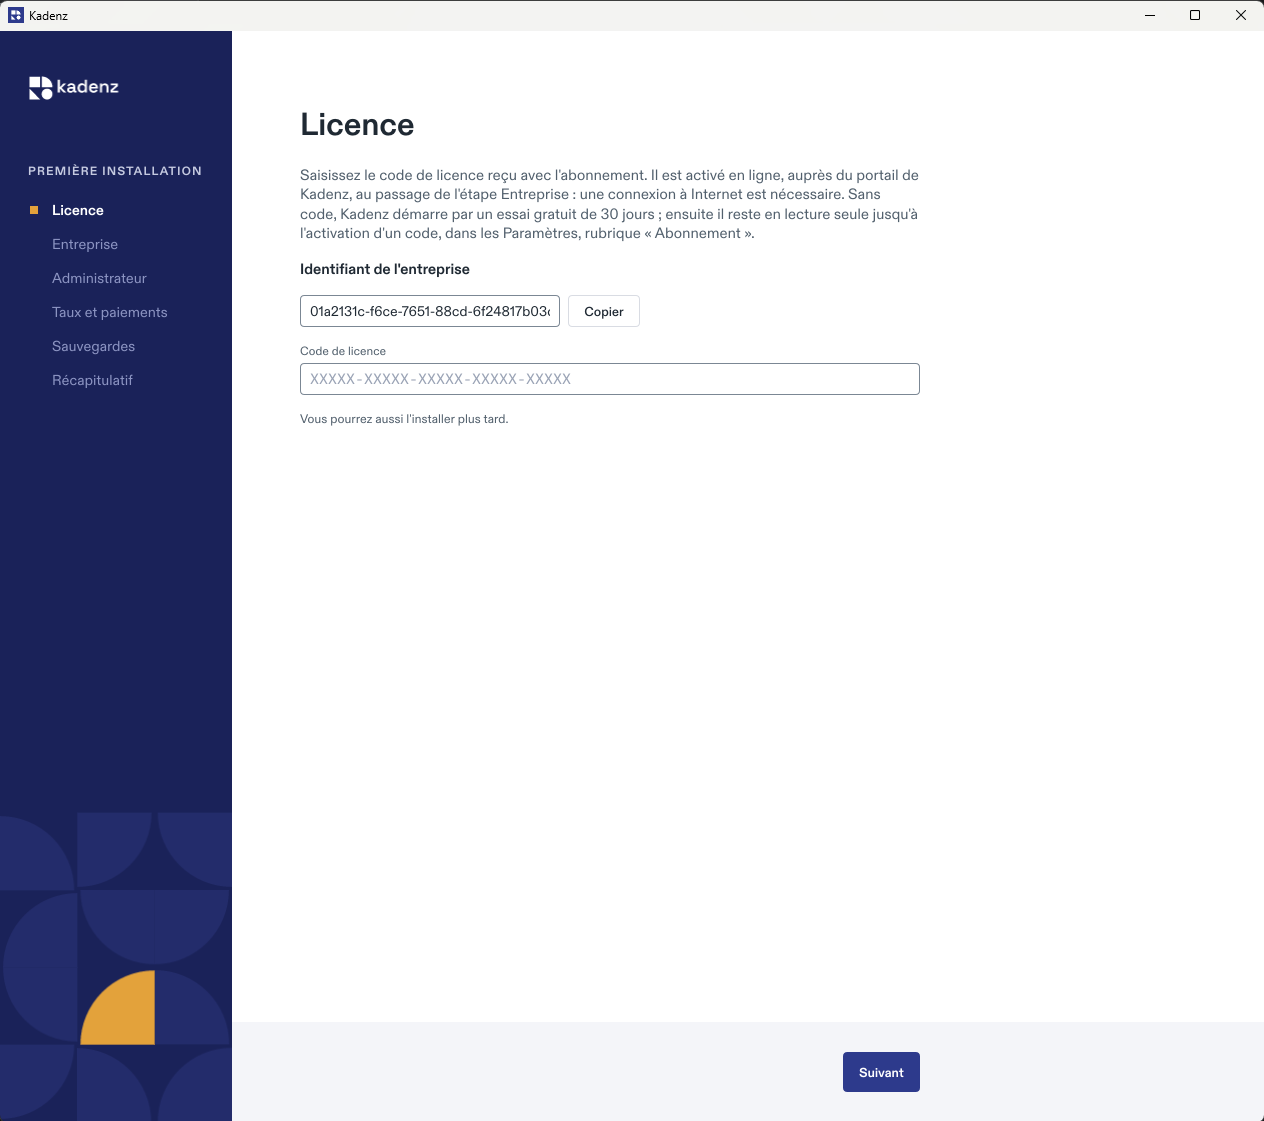 Kadenz
kadenz
PREMIÈRE INSTALLATION
Licence
Entreprise
Administrateur
Taux et paiements
Sauvegardes
Récapitulatif
Licence
Saisissez le code de licence reçu avec l'abonnement. Il est activé en ligne, auprès du portail de
Kadenz, au passage de l'étape Entreprise : une connexion à Internet est nécessaire. Sans
code, Kadenz démarre par un essai gratuit de 30 jours ; ensuite il reste en lecture seule jusqu'à
l'activation d'un code, dans les Paramètres, rubrique « Abonnement ».
Identifiant de l'entreprise
01a2131c-f6ce-7651-88cd-6f24817b03
Copier
Code de licence
XXXXX-XXXXX-XXXXX-XXXXX-XXXXX
Vous pourrez aussi l'installer plus tard.
Suivant